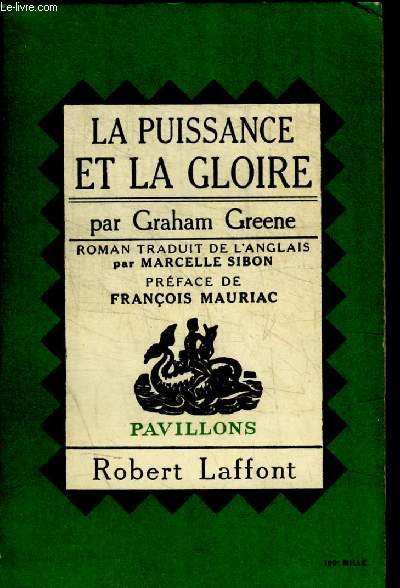 Le-livre.com
LA PUISSANCE
ET LA GLOIRE
par Graham Greene
ROMAN TRADUIT DE L'ANGLAIS
par MARCELLE SIBON
PRÉFACE DE
FRANÇOIS MAURIAC
PAVILLONS
Robert Laffont
MILLE